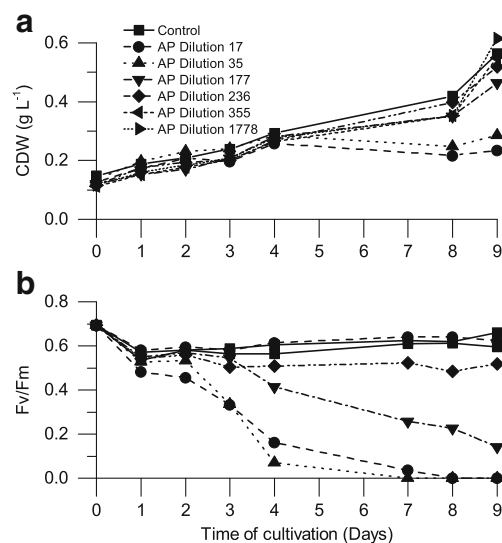 a
Control
AP Dilution 17
AP Dilution 35
AP Dilution 177
AP Dilution 236
AP Dilution 355
AP Dilution 1778
CDW (g L⁻¹)
0.6
0.4
0.2
0.0
0 1 2 3 4 5 6 7 8 9
b
Fv/Fm
0.8
0.6
0.4
0.2
0.0
0 1 2 3 4 5 6 7 8 9
Time of cultivation (Days)